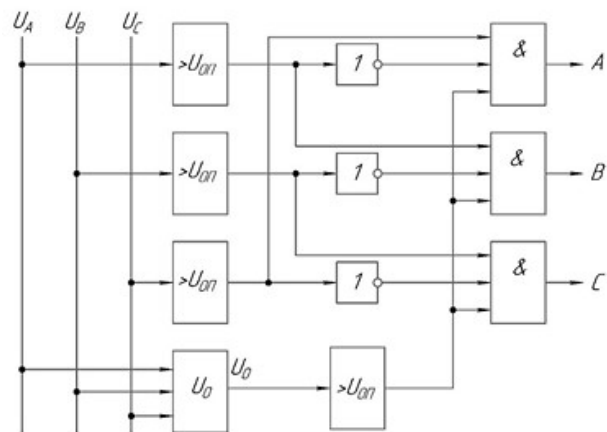 U_A U_B U_C
>U_ОП 1 & A
>U_ОП 1 & B
>U_ОП 1 & C
U_0 U_0 >U_ОП